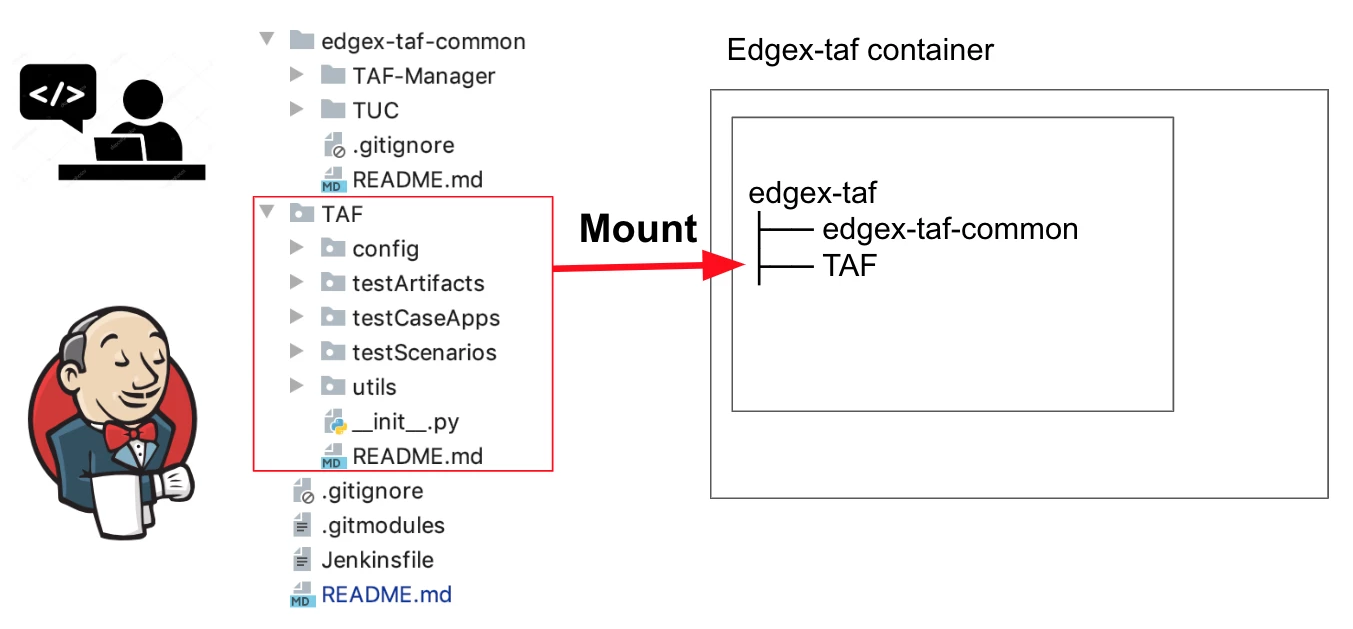 </>
edgex-taf-common
TAF-Manager
TUC
.gitignore
MD README.md
TAF
config
testArtifacts
testCaseApps
testScenarios
utils
__init__.py
MD README.md
.gitignore
.gitmodules
Jenkinsfile
MD README.md
Mount
Edgex-taf container
edgex-taf
edgex-taf-common
TAF